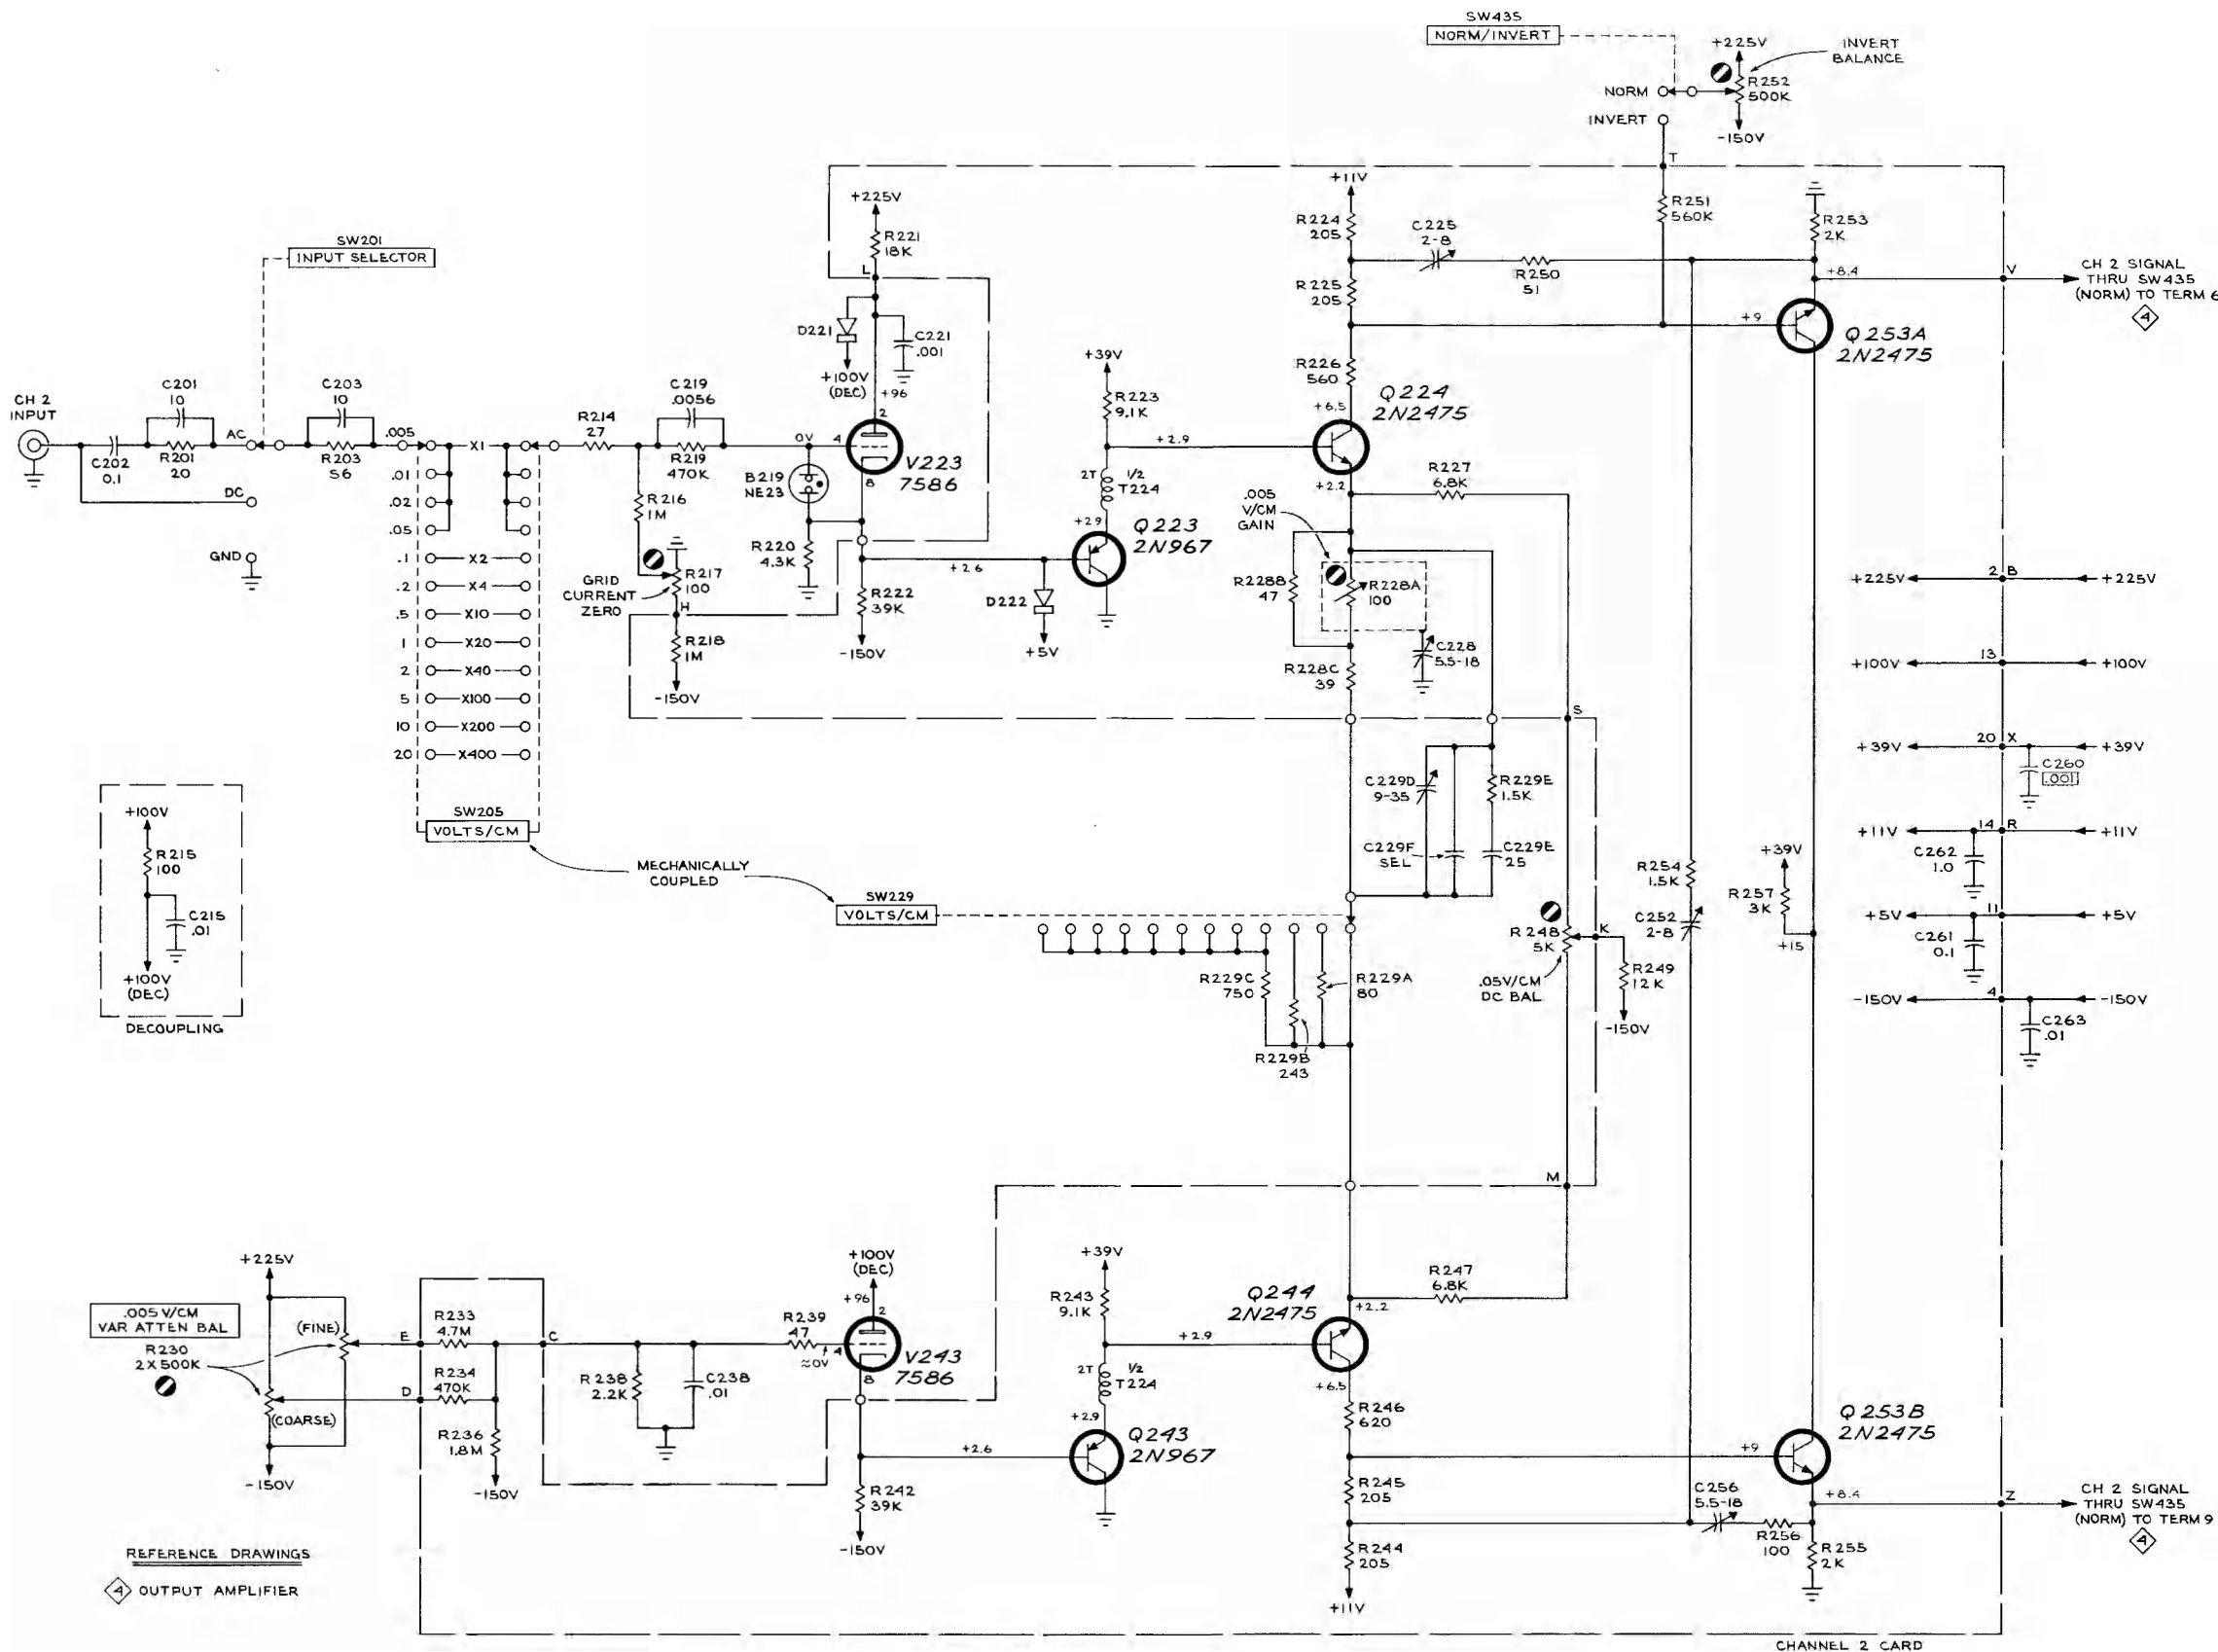 SW435
NORM/INVERT
+225V
INVERT
BALANCE
R252
500K
NORM
INVERT
-150V
T
+11V
R251
560K
R253
2K
R224
205
C225
2-8
R250
51
+8.4
V
CH 2 SIGNAL
THRU SW435
(NORM) TO TERM 6
4
R225
205
+9
Q253A
2N2475
SW201
INPUT SELECTOR
+225V
R221
18K
L
D221
C221
.001
+100V
(DEC)
+96
2
+39V
R223
9.1K
R226
560
+6.5
Q224
2N2475
CH 2
INPUT
C201
10
C202
0.1
R201
20
AC
DC
GND
C203
10
R203
56
.005
X1
.01
.02
.05
.1
X2
.2
X4
.5
X10
1
X20
2
X40
5
X100
10
X200
20
X400
R214
27
C219
.0056
R219
470K
0V
4
V223
7586
8
B219
NE23
R216
1M
R217
100
GRID
CURRENT
ZERO
H
R218
1M
-150V
R220
4.3K
R222
39K
-150V
+2.6
D222
+5V
+2.9
2T
1/2
T224
+2.9
Q223
2N967
+2.2
R227
6.8K
.005
V/CM
GAIN
R228B
47
R228A
100
C228
5.5-18
R228C
39
S
C229D
9-35
R229E
1.5K
C229F
SEL
C229E
25
+225V
2
B
+225V
+100V
13
+100V
+39V
20
X
+39V
C260
.001
+11V
14
R
+11V
C262
1.0
+5V
11
+5V
C261
0.1
-150V
4
-150V
C263
.01
+39V
R257
3K
+15
R254
1.5K
C252
2-8
R248
5K
K
.05V/CM
DC BAL
R249
12K
-150V
SW205
VOLTS/CM
MECHANICALLY
COUPLED
SW229
VOLTS/CM
R229C
750
R229A
80
R229B
243
+100V
R215
100
C215
.01
+100V
(DEC)
DECOUPLING
M
+225V
.005 V/CM
VAR ATTEN BAL
R230
2X500K
(FINE)
(COARSE)
-150V
E
R233
4.7M
D
R234
470K
R236
1.8M
-150V
C
R238
2.2K
C238
.01
R239
47
≈0V
4
+100V
(DEC)
+96
2
V243
7586
8
R242
39K
-150V
+2.6
+39V
R243
9.1K
+2.9
2T
1/2
T224
+2.9
Q243
2N967
Q244
2N2475
+2.2
R247
6.8K
+6.5
R246
620
R245
205
R244
205
+11V
+9
Q253B
2N2475
+8.4
Z
C256
5.5-18
R256
100
R255
2K
CH 2 SIGNAL
THRU SW435
(NORM) TO TERM 9
4
REFERENCE DRAWINGS
4 OUTPUT AMPLIFIER
CHANNEL 2 CARD